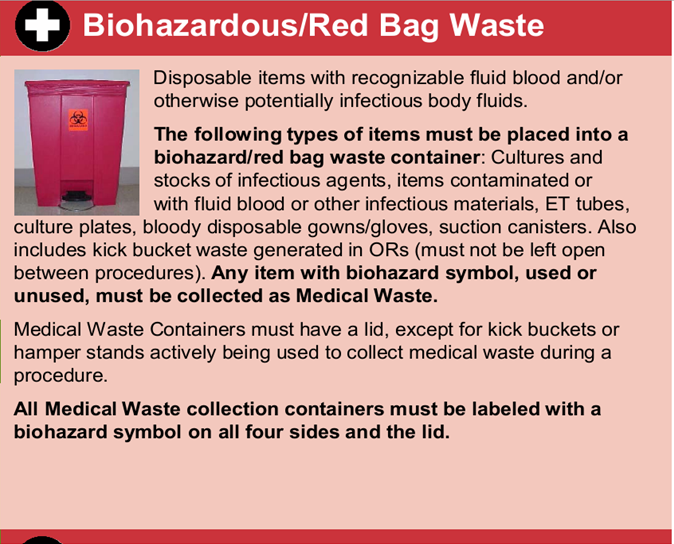 Biohazardous/Red Bag Waste
Disposable items with recognizable fluid blood and/or
otherwise potentially infectious body fluids.
The following types of items must be placed into a
biohazard/red bag waste container: Cultures and
stocks of infectious agents, items contaminated or
with fluid blood or other infectious materials, ET tubes,
culture plates, bloody disposable gowns/gloves, suction canisters. Also
includes kick bucket waste generated in ORs (must not be left open
between procedures). Any item with biohazard symbol, used or
unused, must be collected as Medical Waste.
Medical Waste Containers must have a lid, except for kick buckets or
hamper stands actively being used to collect medical waste during a
procedure.
All Medical Waste collection containers must be labeled with a
biohazard symbol on all four sides and the lid.